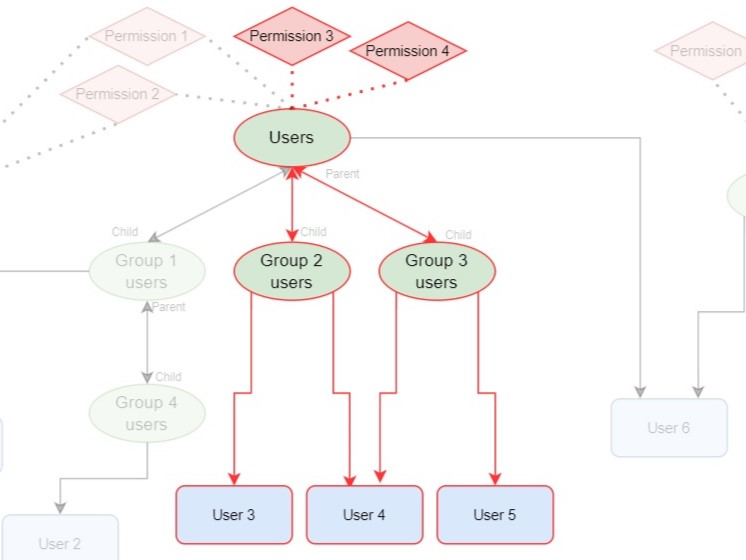 Permission 1
Permission 3
Permission 4
Permission
Permission 2
Users
Parent
Child
Child
Child
Group 1
users
Group 2
users
Group 3
users
Parent
Child
Group 4
users
User 6
User 3
User 4
User 5
User 2